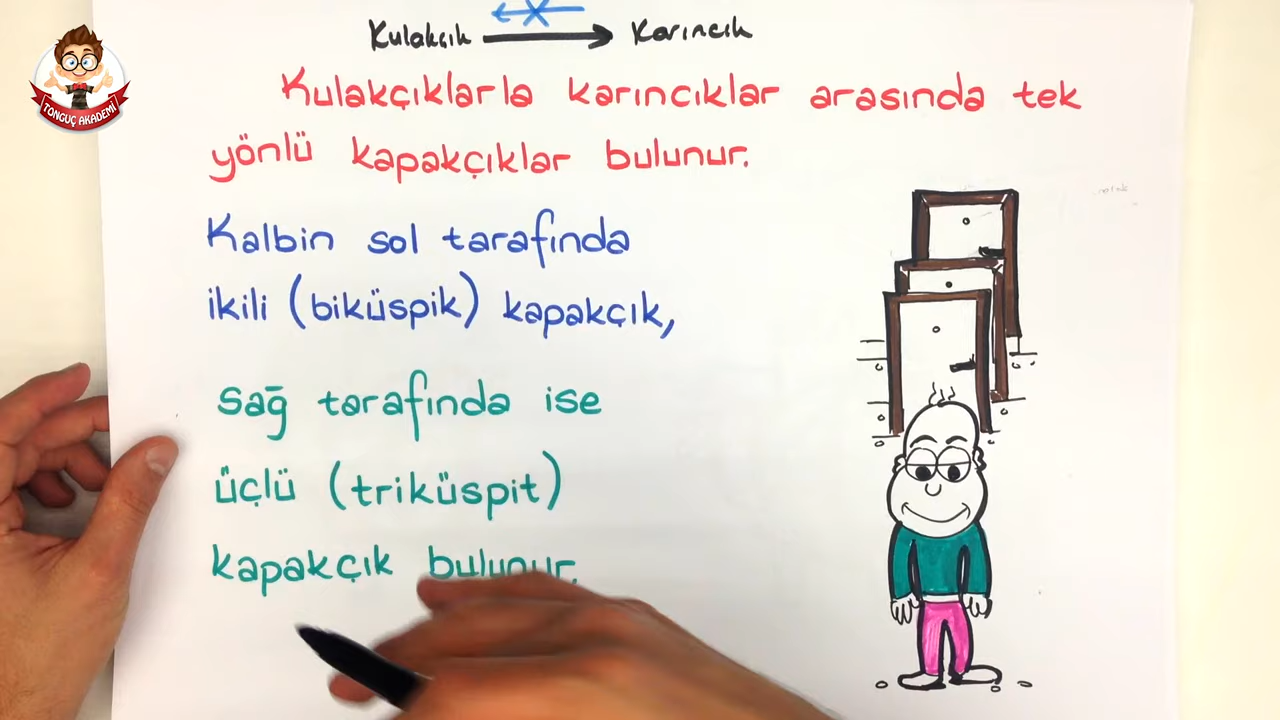 Kulakçık Karıncık
Kulakçıklarla karıncıklar arasında tek
yönlü kapakçıklar bulunur.
Kalbin sol tarafında
ikili (biküspik) kapakçık,
sağ tarafında ise
üçlü (triküspit)
kapakçık bulunur.
TONGUÇ AKADEMİ